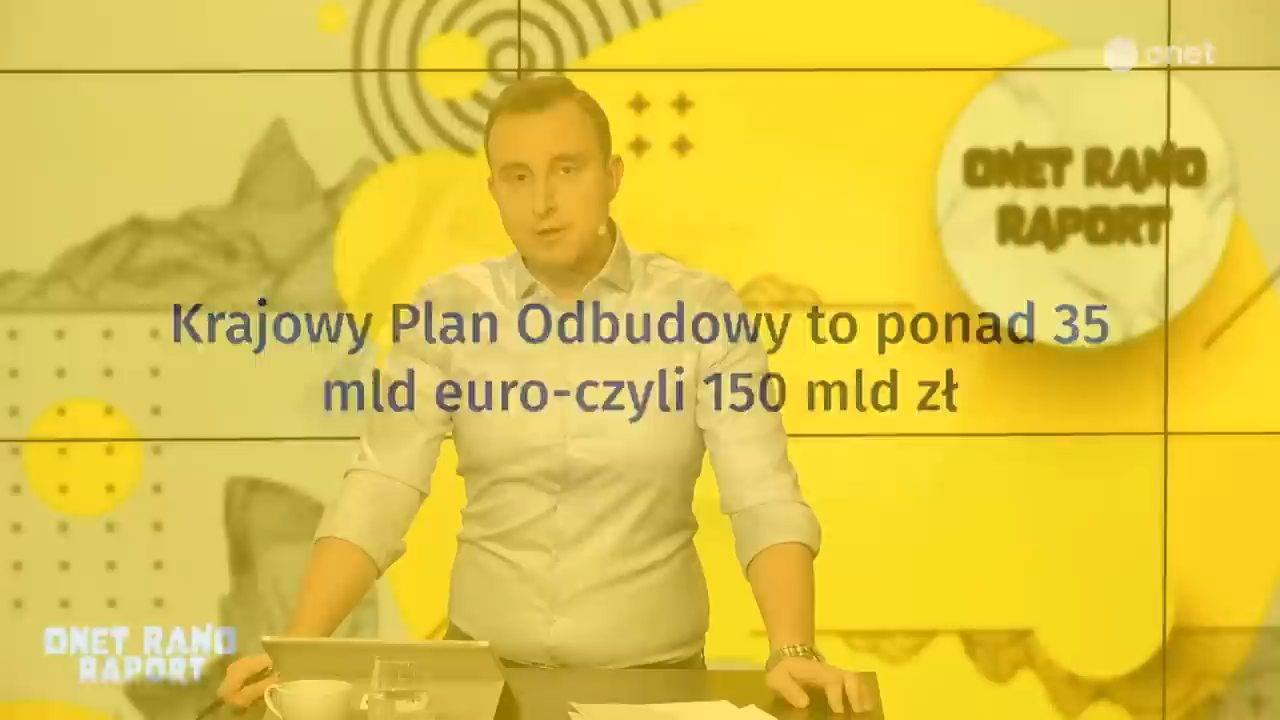 onet
ONET RANO
RAPORT
Krajowy Plan Odbudowy to ponad 35
mld euro-czyli 150 mld zł
ONET RANO
RAPORT